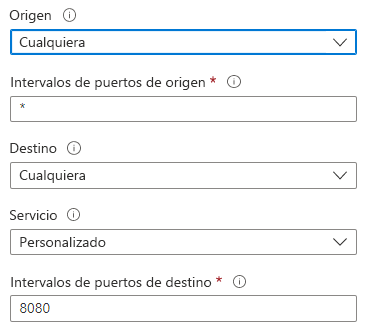 Origen
Cualquiera
Intervalos de puertos de origen *
*
Destino
Cualquiera
Servicio
Personalizado
Intervalos de puertos de destino *
8080